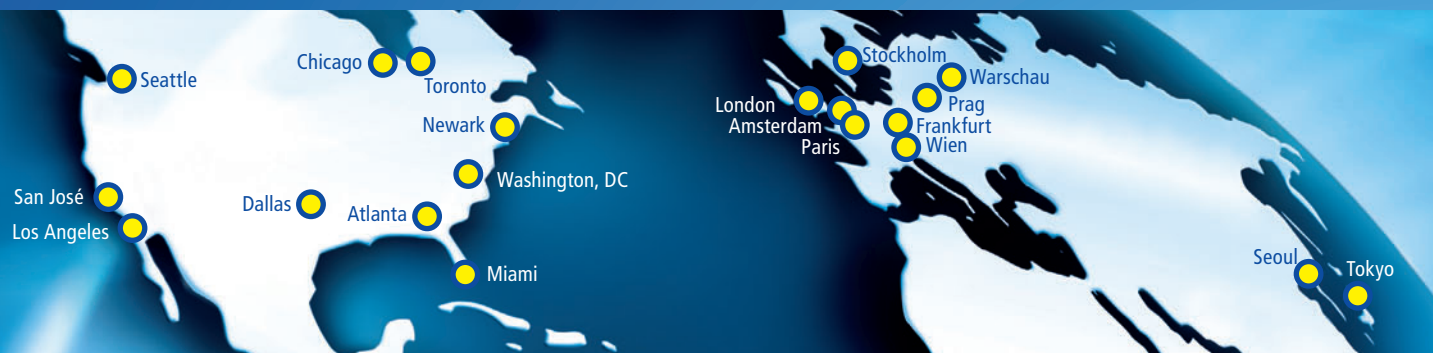 Seattle
Chicago
Toronto
Newark
Washington, DC
San José
Los Angeles
Dallas
Atlanta
Miami
Stockholm
Warschau
London
Prag
Amsterdam
Frankfurt
Paris
Wien
Seoul
Tokyo